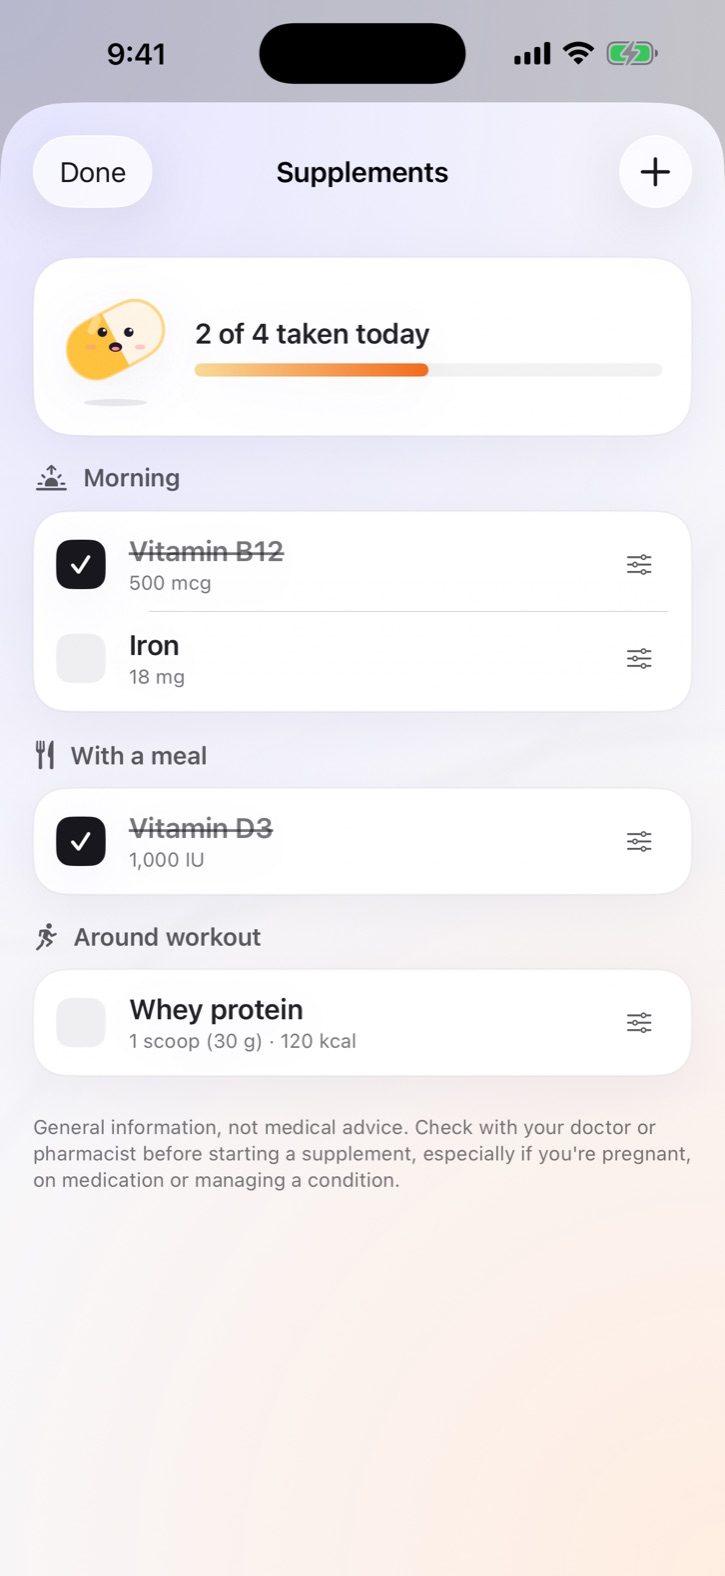 9:41
Done
Supplements
2 of 4 taken today
Morning
Vitamin B12
500 mcg
Iron
18 mg
With a meal
Vitamin D3
1,000 IU
Around workout
Whey protein
1 scoop (30 g) · 120 kcal
General information, not medical advice. Check with your doctor or
pharmacist before starting a supplement, especially if you're pregnant,
on medication or managing a condition.